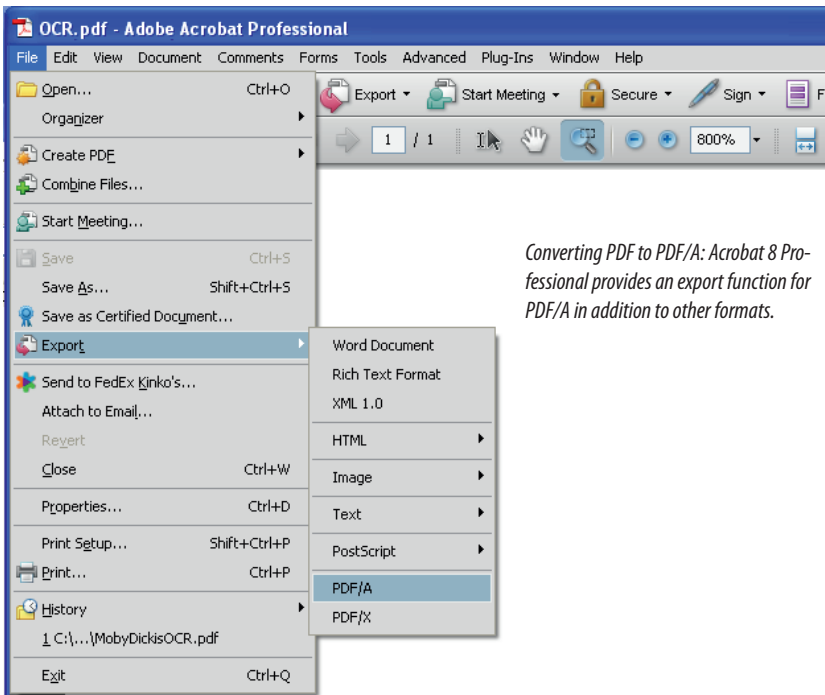 OCR.pdf - Adobe Acrobat Professional
File Edit View Document Comments Forms Tools Advanced Plug-Ins Window Help
Export Start Meeting Secure Sign F
1 / 1 800%
Open... Ctrl+O
Organizer
Create PDF
Combine Files...
Start Meeting...
Save Ctrl+S
Save As... Shift+Ctrl+S
Save as Certified Document...
Export
Send to FedEx Kinko's...
Attach to Email...
Revert
Close Ctrl+W
Properties... Ctrl+D
Print Setup... Shift+Ctrl+P
Print... Ctrl+P
History
1 C:\...\MobyDickisOCR.pdf
Exit Ctrl+Q
Word Document
Rich Text Format
XML 1.0
HTML
Image
Text
PostScript
PDF/A
PDF/X
Converting PDF to PDF/A: Acrobat 8 Pro-
fessional provides an export function for
PDF/A in addition to other formats.